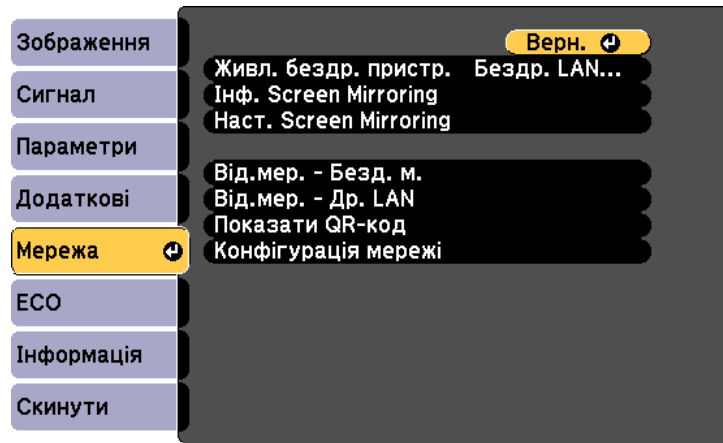 Зображення
Сигнал
Параметри
Додаткові
Мережа
ECO
Інформація
Скинути
Верн.
Живл. бездр. пристр. Бездр. LAN...
Інф. Screen Mirroring
Наст. Screen Mirroring
Від.мер. - Безд. м.
Від.мер. - Др. LAN
Показати QR-код
Конфігурація мережі